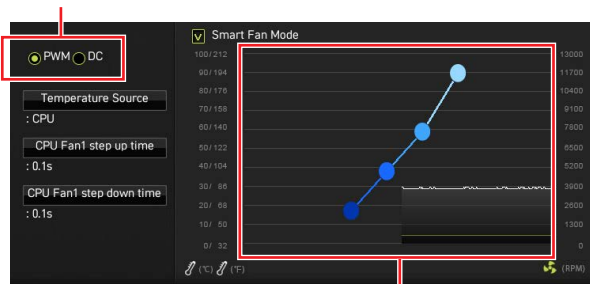 PWM DC
Temperature Source
: CPU
CPU Fan1 step up time
: 0.1s
CPU Fan1 step down time
: 0.1s
V Smart Fan Mode
100/212 13000
90/194 11700
80/176 10400
70/158 9100
60/140 7800
50/122 6500
40/104 5200
30/ 86 3900
20/ 68 2600
10/ 50 1300
0/ 32 0
(°C) (°F) (RPM)